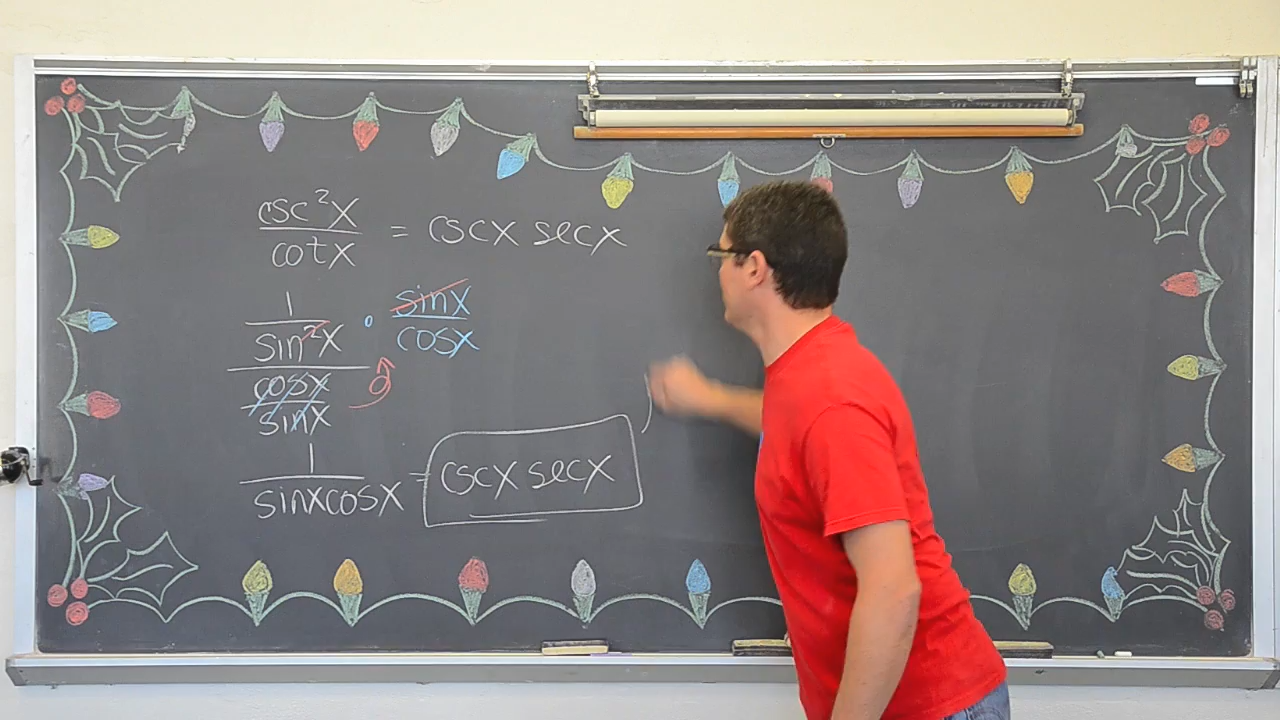 csc²x
cotx
= cscx secx
1
sin²x
· sinx
cosx
cosx
sinx
1
sinxcosx
= cscx secx